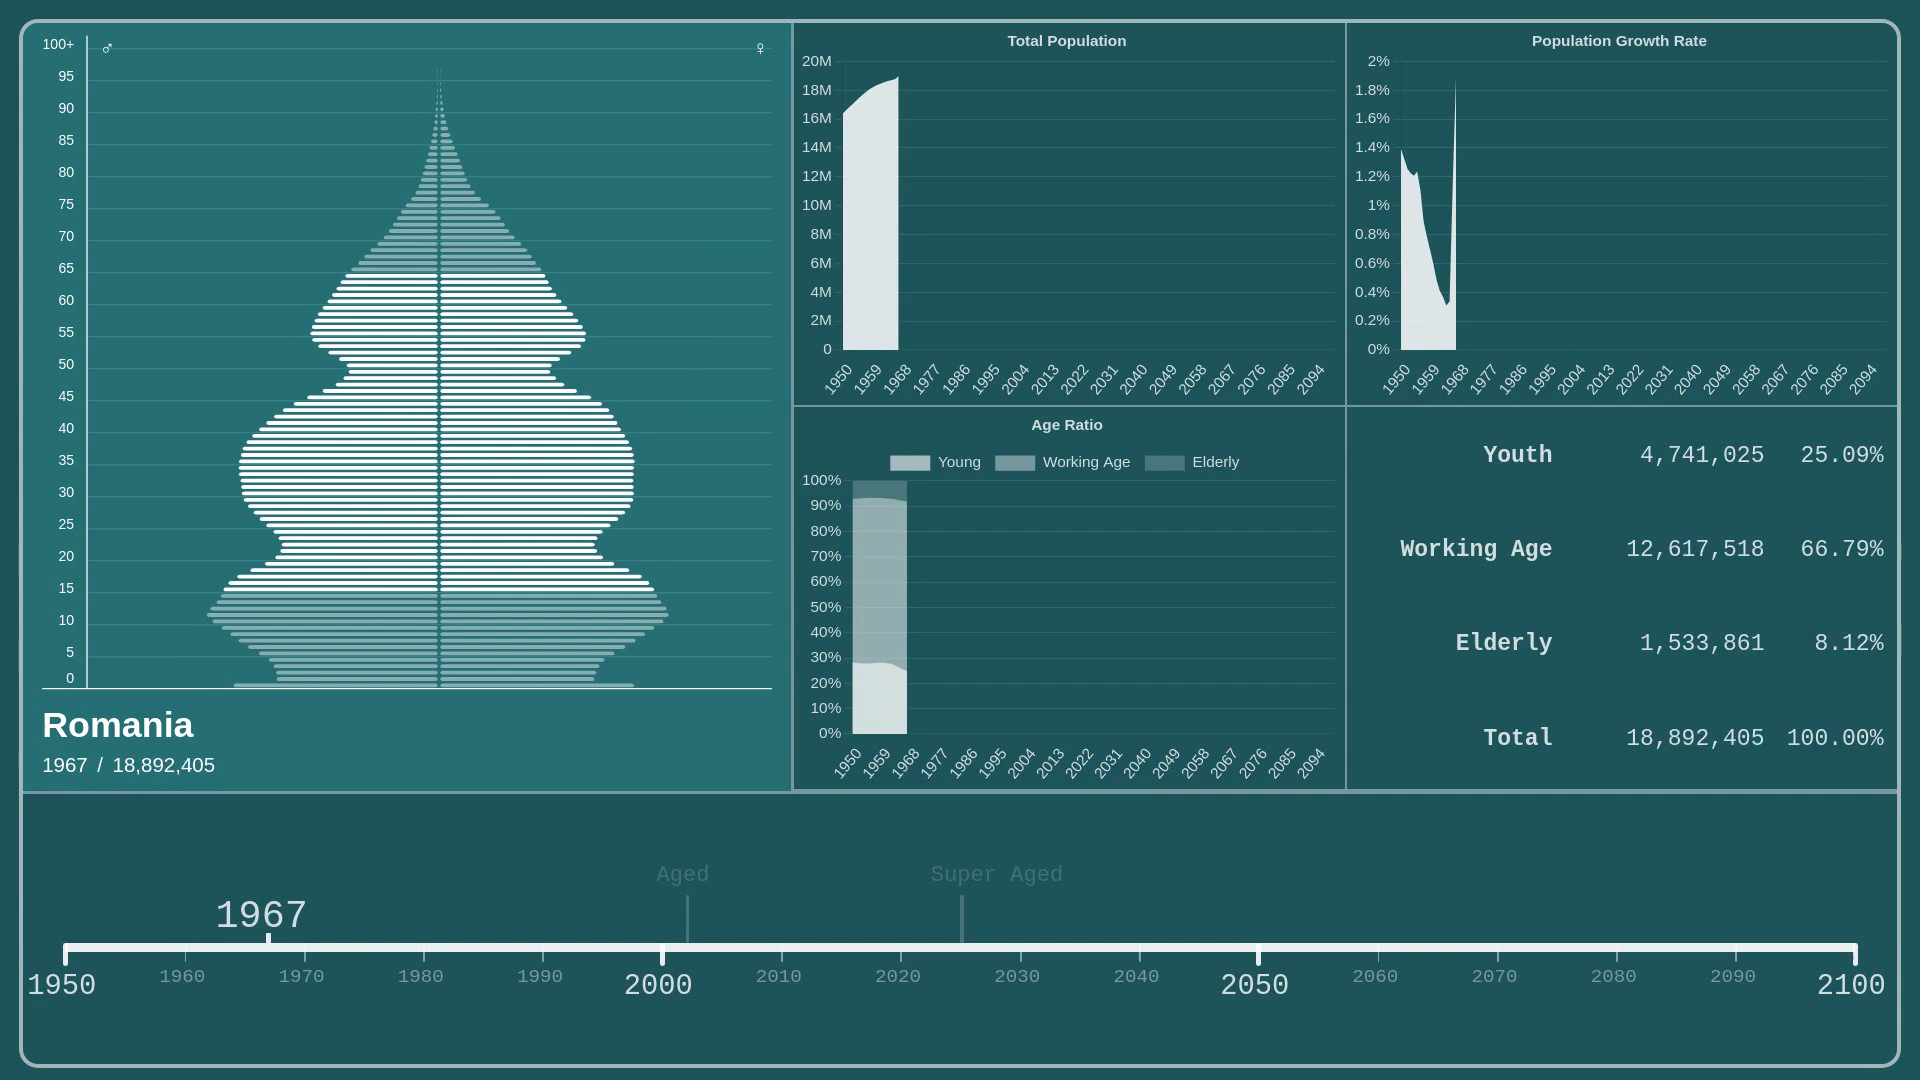 100+
♂
♀
95
90
85
80
75
70
65
60
55
50
45
40
35
30
25
20
15
10
5
0
Romania
1967 / 18,892,405
Total Population
20M
18M
16M
14M
12M
10M
8M
6M
4M
2M
0
1950 1959 1968 1977 1986 1995 2004 2013 2022 2031 2040 2049 2058 2067 2076 2085 2094
Population Growth Rate
2%
1.8%
1.6%
1.4%
1.2%
1%
0.8%
0.6%
0.4%
0.2%
0%
1950 1959 1968 1977 1986 1995 2004 2013 2022 2031 2040 2049 2058 2067 2076 2085 2094
Age Ratio
Young Working Age Elderly
100%
90%
80%
70%
60%
50%
40%
30%
20%
10%
0%
1950 1959 1968 1977 1986 1995 2004 2013 2022 2031 2040 2049 2058 2067 2076 2085 2094
Youth 4,741,025 25.09%
Working Age 12,617,518 66.79%
Elderly 1,533,861 8.12%
Total 18,892,405 100.00%
Aged Super Aged
1967
1950 1960 1970 1980 1990 2000 2010 2020 2030 2040 2050 2060 2070 2080 2090 2100